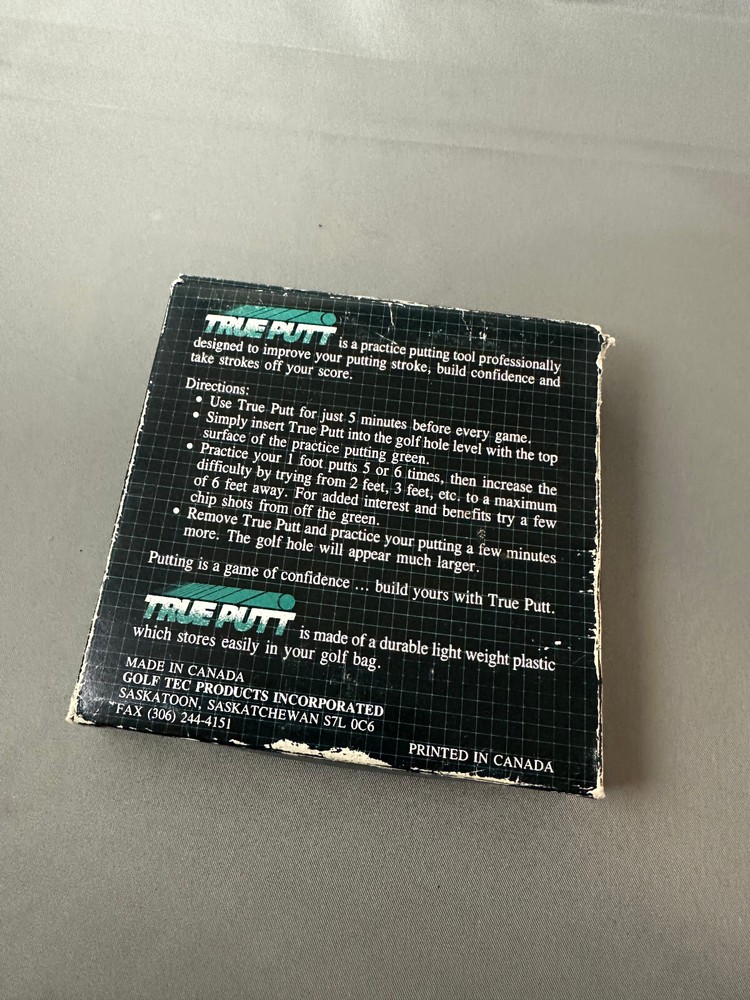 TRUE PUTT is a practice putting tool professionally
designed to improve your putting stroke, build confidence and
take strokes off your score.
Directions:
• Use True Putt for just 5 minutes before every game.
• Simply insert True Putt into the golf hole level with the top
surface of the practice putting green.
• Practice your 1 foot putts 5 or 6 times, then increase the
difficulty by trying from 2 feet, 3 feet, etc. to a maximum
of 6 feet away. For added interest and benefits try a few
chip shots from off the green.
• Remove True Putt and practice your putting a few minutes
more. The golf hole will appear much larger.
Putting is a game of confidence ... build yours with True Putt.
TRUE PUTT is made of a durable light weight plastic
which stores easily in your golf bag.
MADE IN CANADA
GOLF TEC PRODUCTS INCORPORATED
SASKATOON, SASKATCHEWAN S7L 0C6
FAX (306) 244-4151
PRINTED IN CANADA